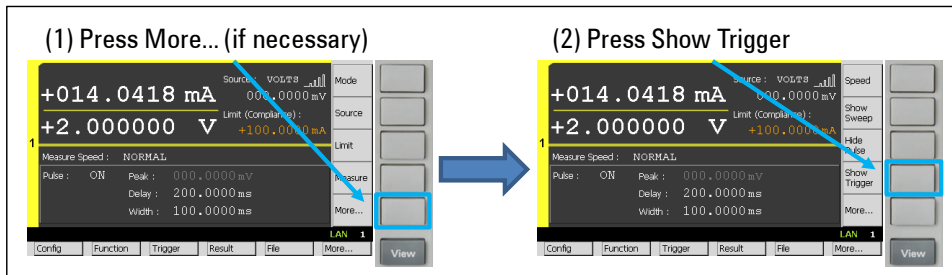 (1) Press More... (if necessary)
+014.0418 mA
Source : VOLTS
000.0000 mV
+2.000000 V
Limit (Compliance) :
+100.0000 mA
1
Measure Speed : NORMAL
Pulse : ON Peak : 000.0000 mV
Delay : 200.0000 ms
Width : 100.0000 ms
Mode
Source
Limit
Measure
More...
LAN 1
Config Function Trigger Result File More...
View
(2) Press Show Trigger
+014.0418 mA
Source : VOLTS
000.0000 mV
+2.000000 V
Limit (Compliance) :
+100.0000 mA
1
Measure Speed : NORMAL
Pulse : ON Peak : 000.0000 mV
Delay : 200.0000 ms
Width : 100.0000 ms
Speed
Show
Sweep
Hide
Pulse
Show
Trigger
More...
LAN 1
Config Function Trigger Result File More...
View